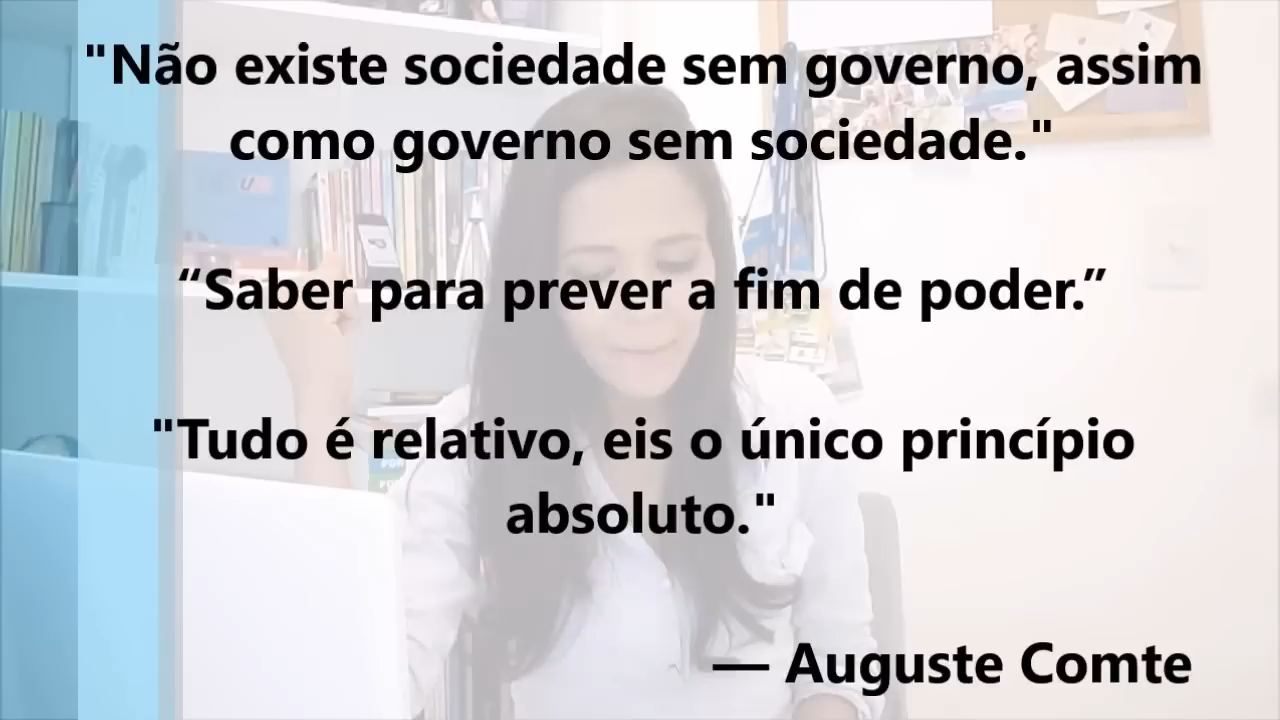 "Não existe sociedade sem governo, assim
como governo sem sociedade."
“Saber para prever a fim de poder.”
"Tudo é relativo, eis o único princípio
absoluto."
— Auguste Comte